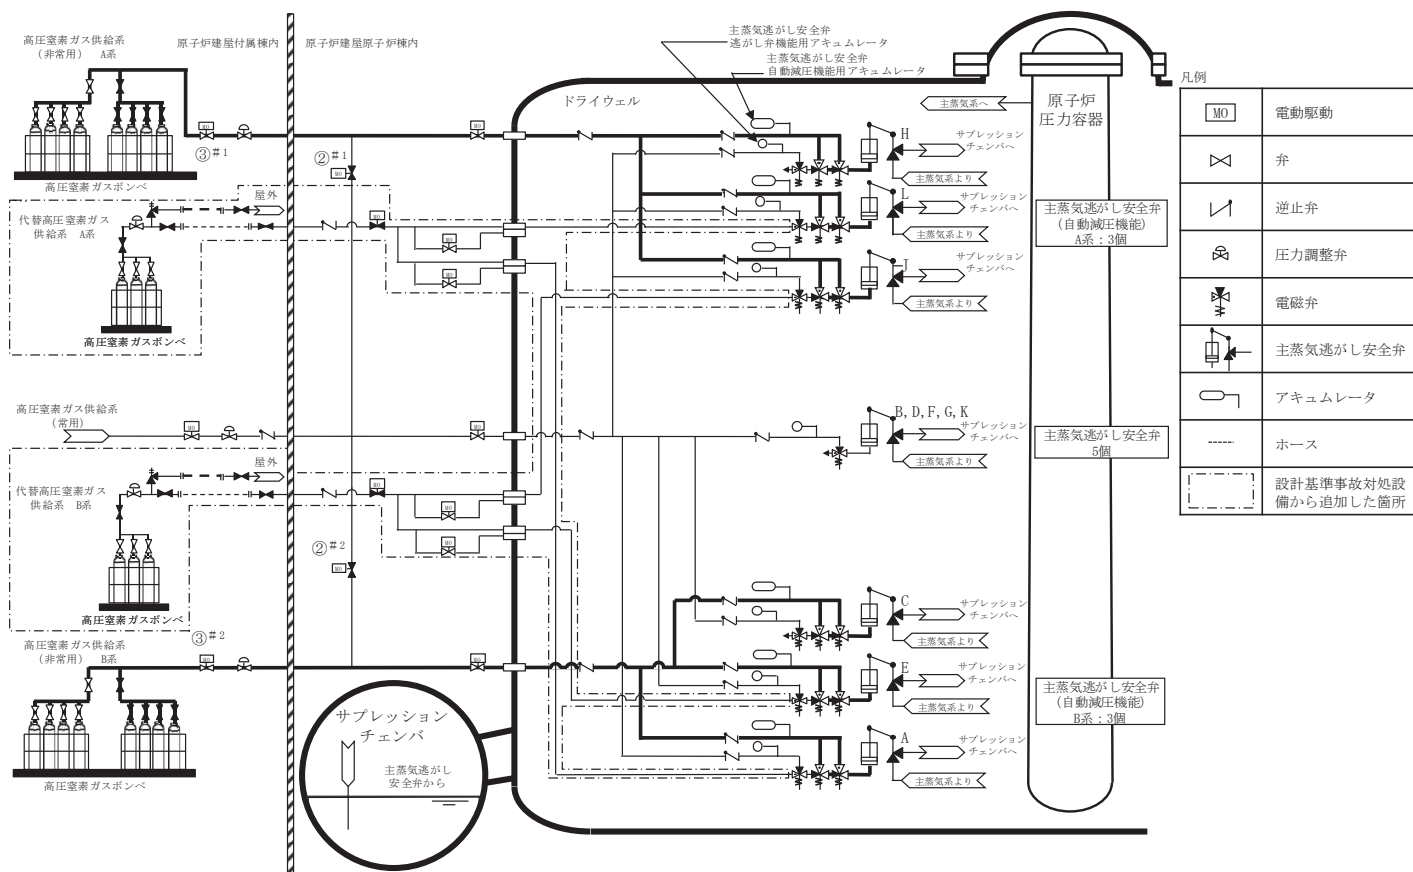 高圧窒素ガス供給系
（非常用） A系
原子炉建屋付属棟内
原子炉建屋原子炉棟内
主蒸気逃がし安全弁
逃がし弁機能用アキュムレータ
主蒸気逃がし安全弁
自動減圧機能用アキュムレータ
ドライウェル
主蒸気系へ
原子炉
圧力容器
凡例
MO
電動駆動
弁
逆止弁
圧力調整弁
電磁弁
主蒸気逃がし安全弁
アキュムレータ
ホース
設計基準事故対処設
備から追加した箇所
MO
③#1
②#1
MO
MO
高圧窒素ガスボンベ
H
サプレッション
チェンバへ
主蒸気系より
代替高圧窒素ガス
供給系 A系
屋外
MO
MO
MO
高圧窒素ガスボンベ
L
サプレッション
チェンバへ
主蒸気系より
主蒸気逃がし安全弁
(自動減圧機能)
A系：3個
J
サプレッション
チェンバへ
主蒸気系より
高圧窒素ガス供給系
（常用）
MO
MO
B,D,F,G,K
サプレッション
チェンバへ
主蒸気系より
主蒸気逃がし安全弁
5個
代替高圧窒素ガス
供給系 B系
屋外
MO
MO
MO
高圧窒素ガスボンベ
②#2
MO
C
サプレッション
チェンバへ
主蒸気系より
③#2
高圧窒素ガス供給系
（非常用） B系
MO
MO
高圧窒素ガスボンベ
E
サプレッション
チェンバへ
主蒸気系より
主蒸気逃がし安全弁
(自動減圧機能)
B系：3個
A
サプレッション
チェンバへ
主蒸気系より
サプレッション
チェンバ
主蒸気逃がし
安全弁から